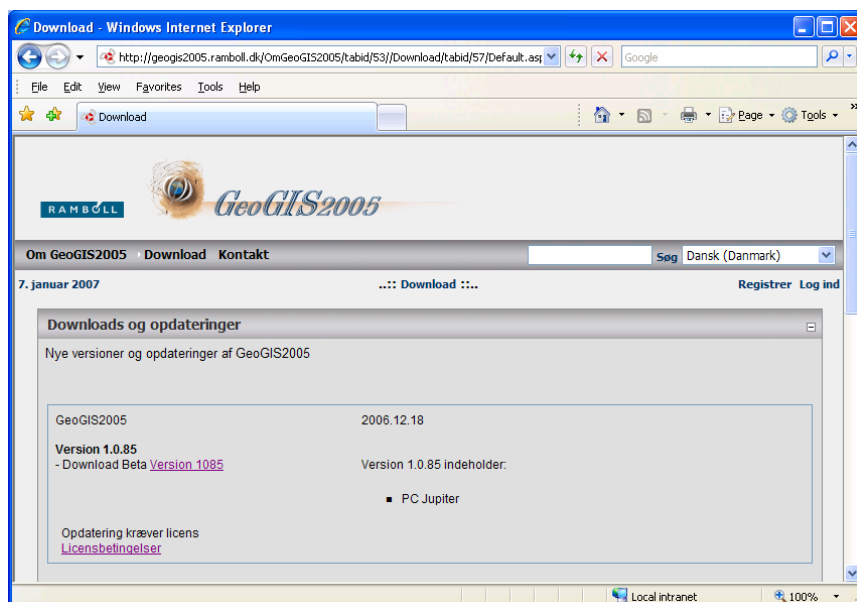 Download - Windows Internet Explorer
http://geogis2005.ramboll.dk/OmGeoGIS2005/tabid/53//Download/tabid/57/Default.asp
Google
File Edit View Favorites Tools Help
Download
Page Tools
RAMBOLL GeoGIS2005
Om GeoGIS2005 Download Kontakt Søg Dansk (Danmark)
7. januar 2007 ..:: Download ::.. Registrer Log ind
Downloads og opdateringer
Nye versioner og opdateringer af GeoGIS2005
GeoGIS2005 2006.12.18
Version 1.0.85
- Download Beta Version 1085 Version 1.0.85 indeholder:
PC Jupiter
Opdatering kræver licens
Licensbetingelser
Local intranet 100%